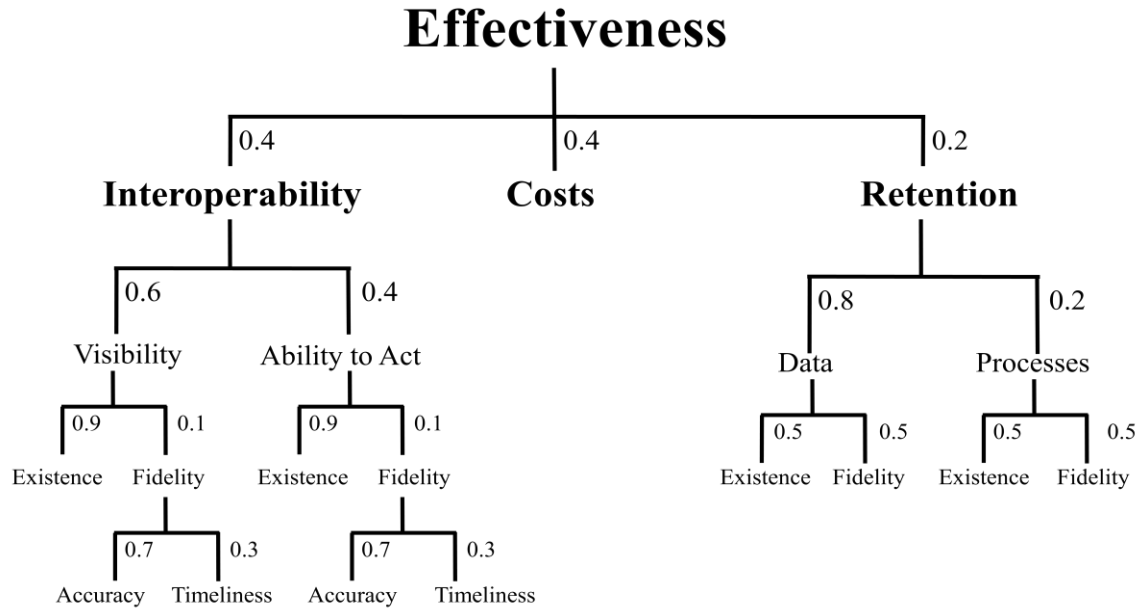 Effectiveness
0.4 0.4 0.2
Interoperability Costs Retention
0.6 0.4 0.8 0.2
Visibility Ability to Act Data Processes
0.9 0.1 0.9 0.1 0.5 0.5 0.5 0.5
Existence Fidelity Existence Fidelity Existence Fidelity Existence Fidelity
0.7 0.3 0.7 0.3
Accuracy Timeliness Accuracy Timeliness